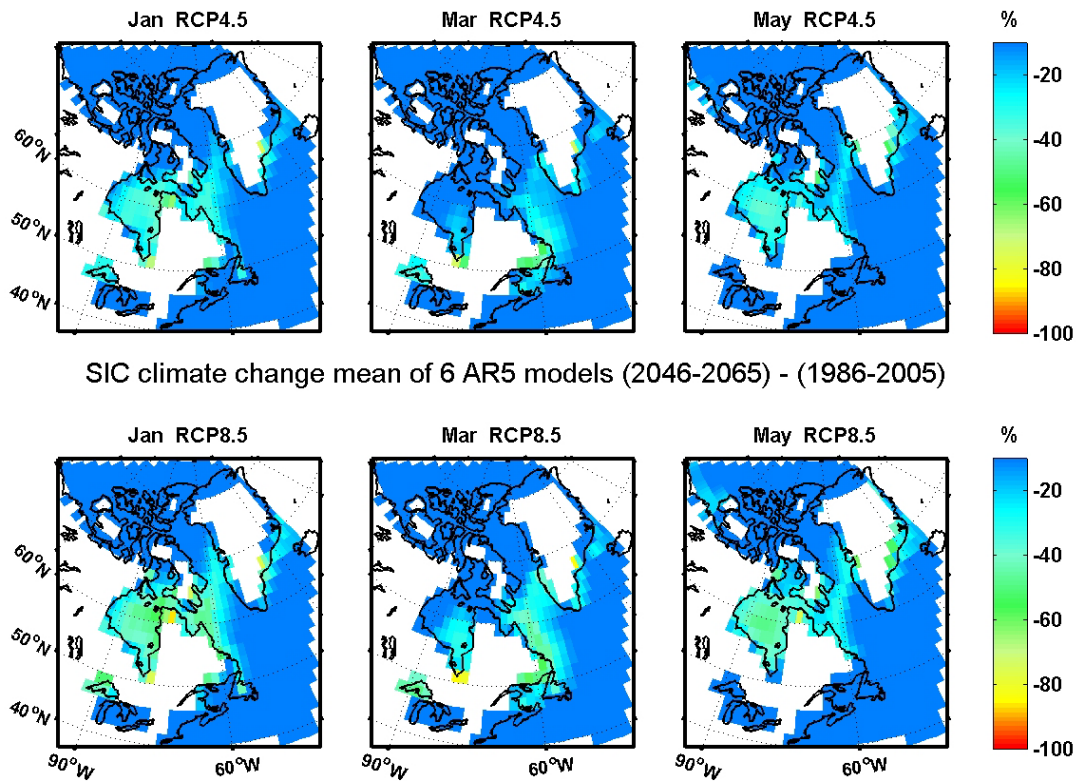 Jan RCP4.5
Mar RCP4.5
May RCP4.5
%
60°N
50°N
40°N
-20
-40
-60
-80
-100
SIC climate change mean of 6 AR5 models (2046-2065) - (1986-2005)
Jan RCP8.5
Mar RCP8.5
May RCP8.5
%
60°N
50°N
40°N
-20
-40
-60
-80
-100
90°W
60°W
90°W
60°W
90°W
60°W